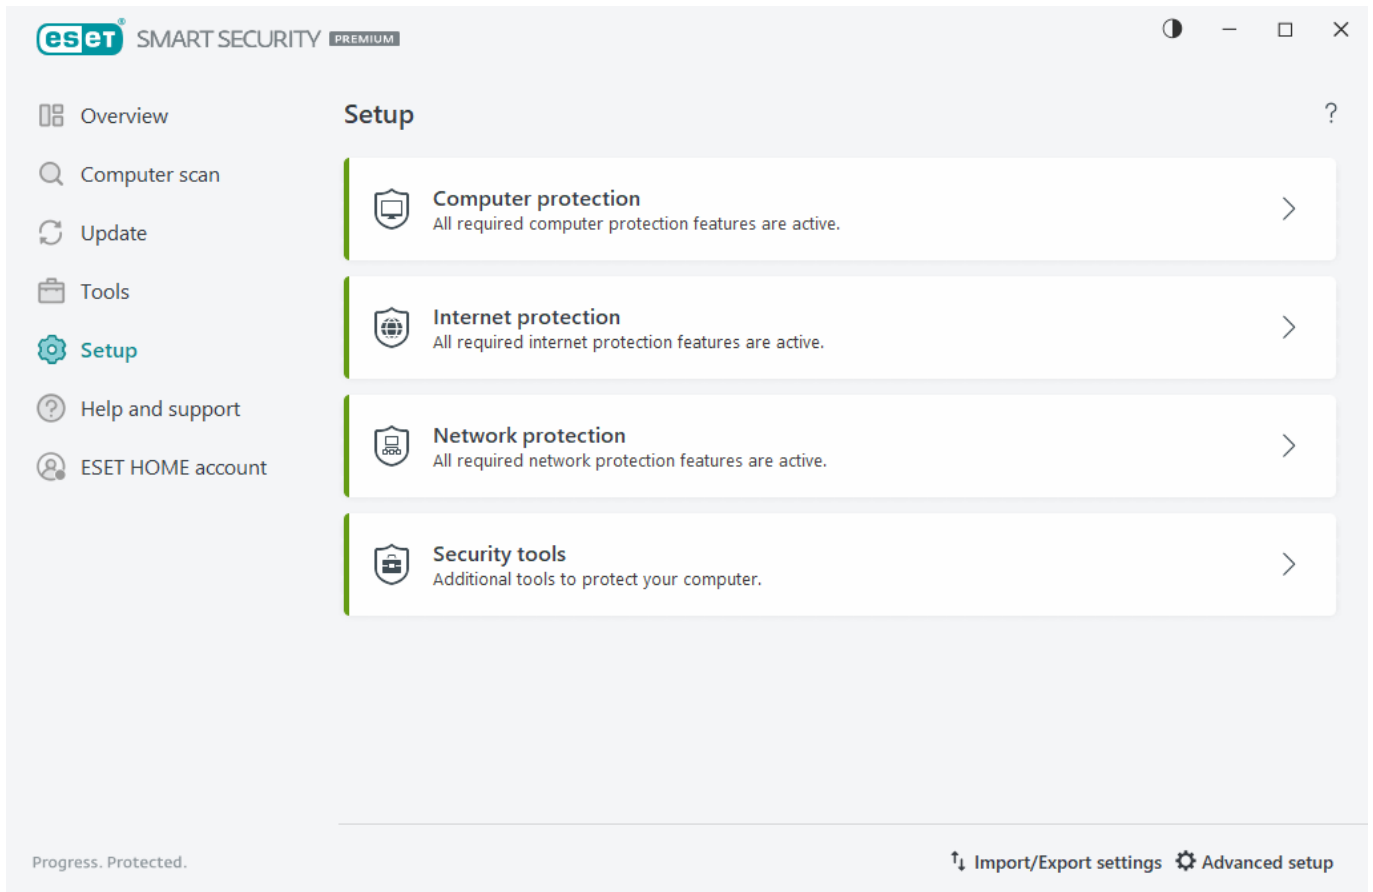 eset® SMART SECURITY PREMIUM
Overview
Computer scan
Update
Tools
Setup
Help and support
ESET HOME account
Setup
?
Computer protection
All required computer protection features are active.
Internet protection
All required internet protection features are active.
Network protection
All required network protection features are active.
Security tools
Additional tools to protect your computer.
Progress. Protected.
Import/Export settings
Advanced setup